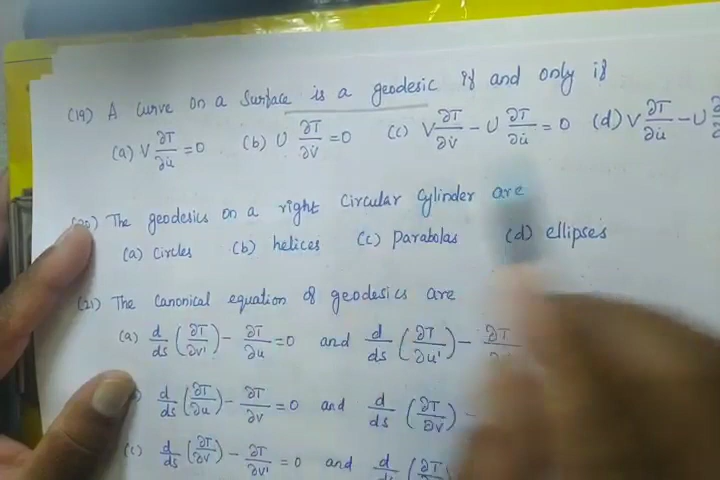 (19) A curve on a surface is a geodesic if and only if
(a) V ∂T/∂u̇ = 0 (b) U ∂T/∂v̇ = 0 (c) V ∂T/∂v̇ − U ∂T/∂u̇ = 0 (d) V ∂T/∂u̇ − U
The geodesics on a right circular cylinder are
(a) circles (b) helices (c) Parabolas (d) ellipses
(21) The canonical equation of geodesics are
(a) d/ds (∂T/∂v') − ∂T/∂u = 0 and d/ds (∂T/∂u') − ∂T
d/ds (∂T/∂u) − ∂T/∂v = 0 and d/ds (∂T/∂v) −
(c) d/ds (∂T/∂v) − ∂T/∂v' = 0 and d/ds (∂T